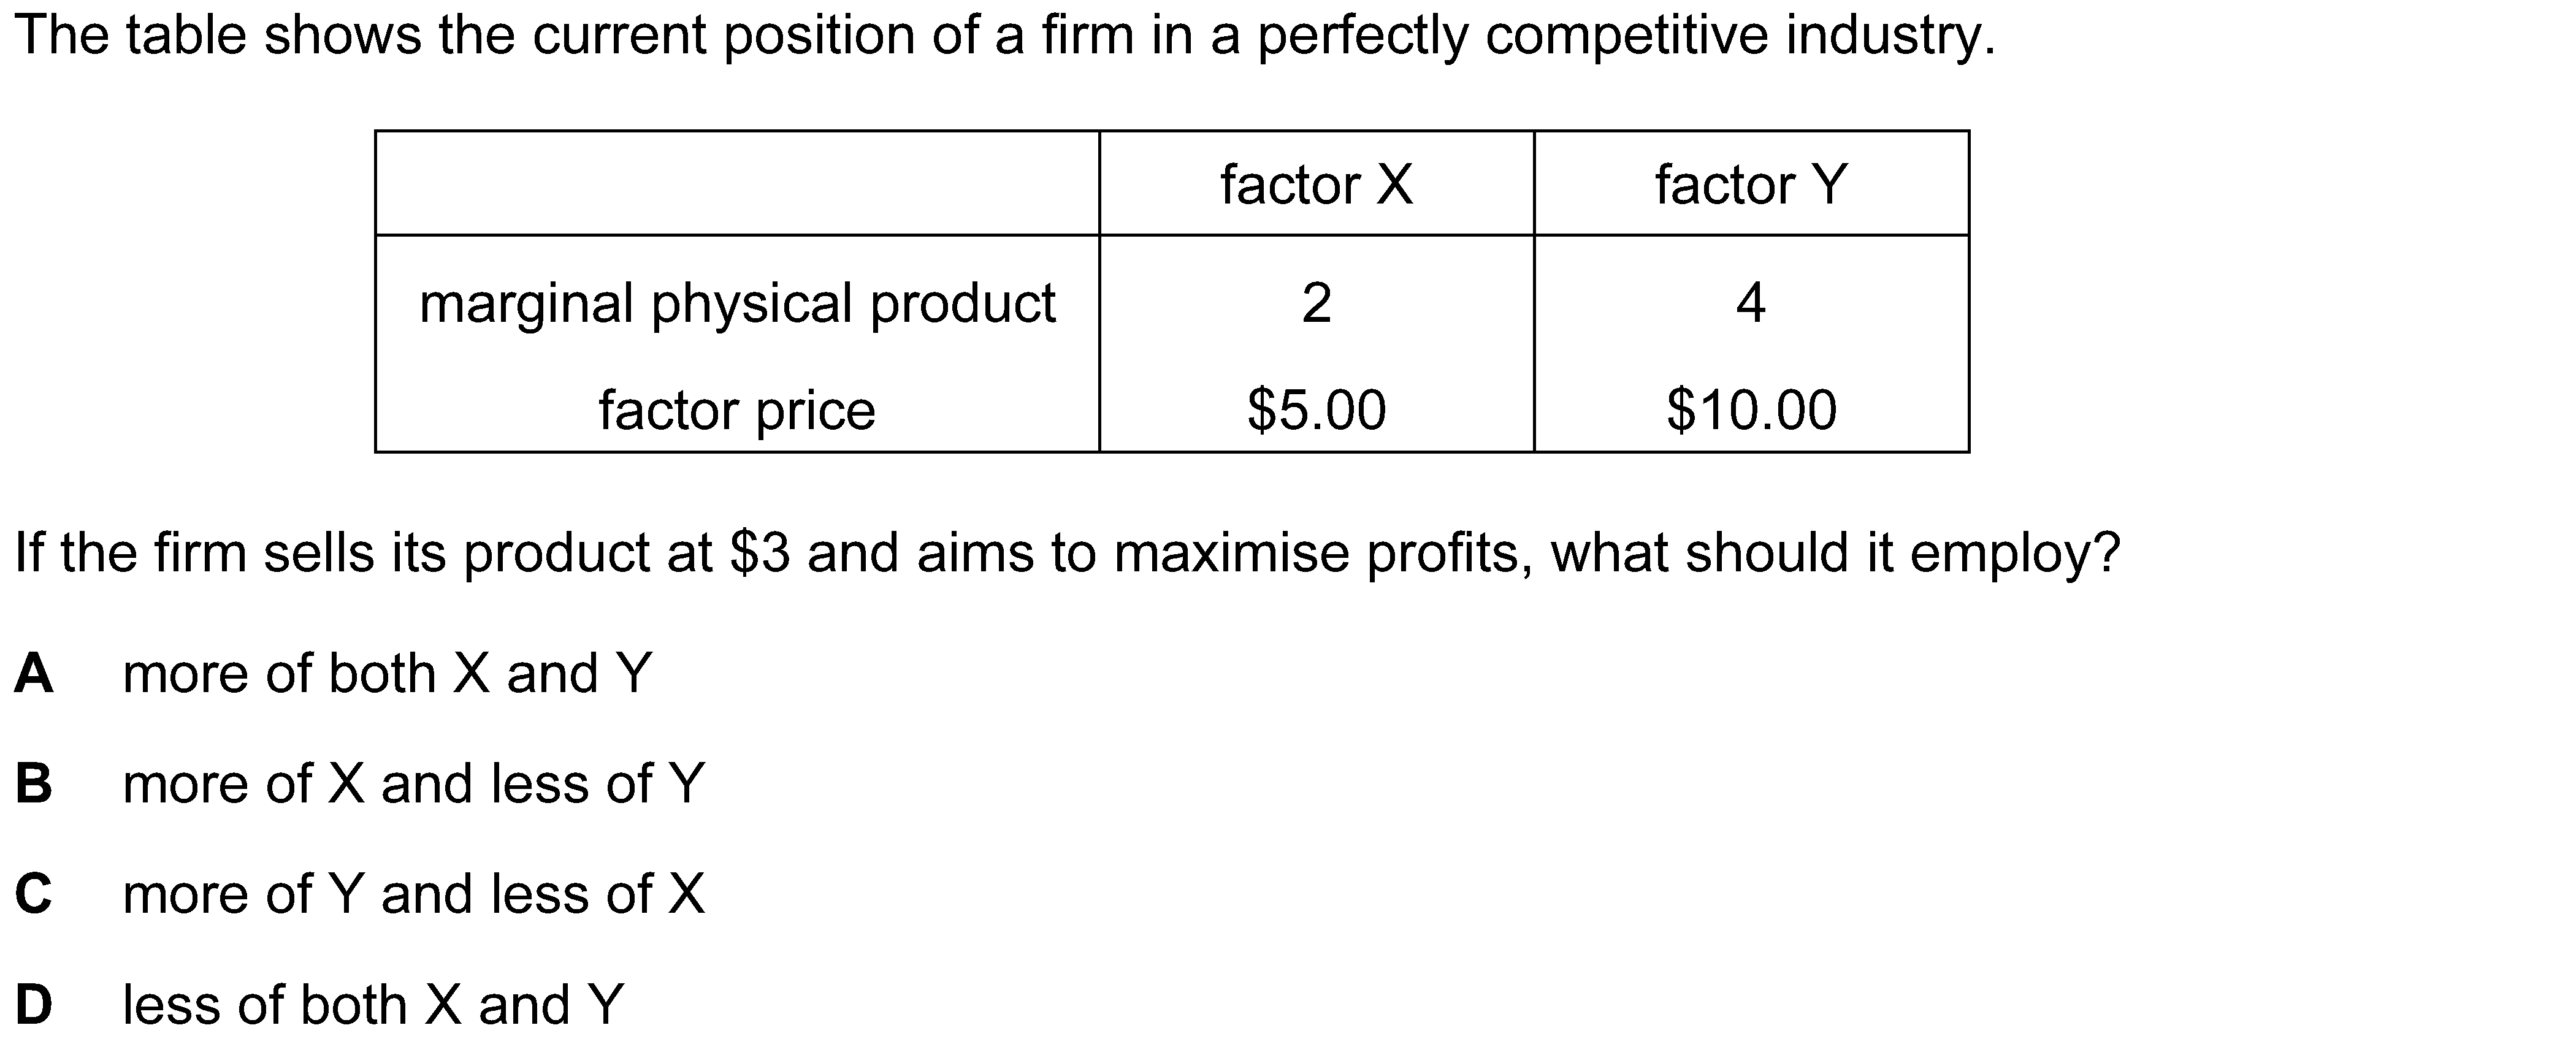 The table shows the current position of a firm in a perfectly competitive industry.
factor X factor Y
marginal physical product 2 4
factor price $5.00 $10.00
If the firm sells its product at $3 and aims to maximise profits, what should it employ?
A more of both X and Y
B more of X and less of Y
C more of Y and less of X
D less of both X and Y